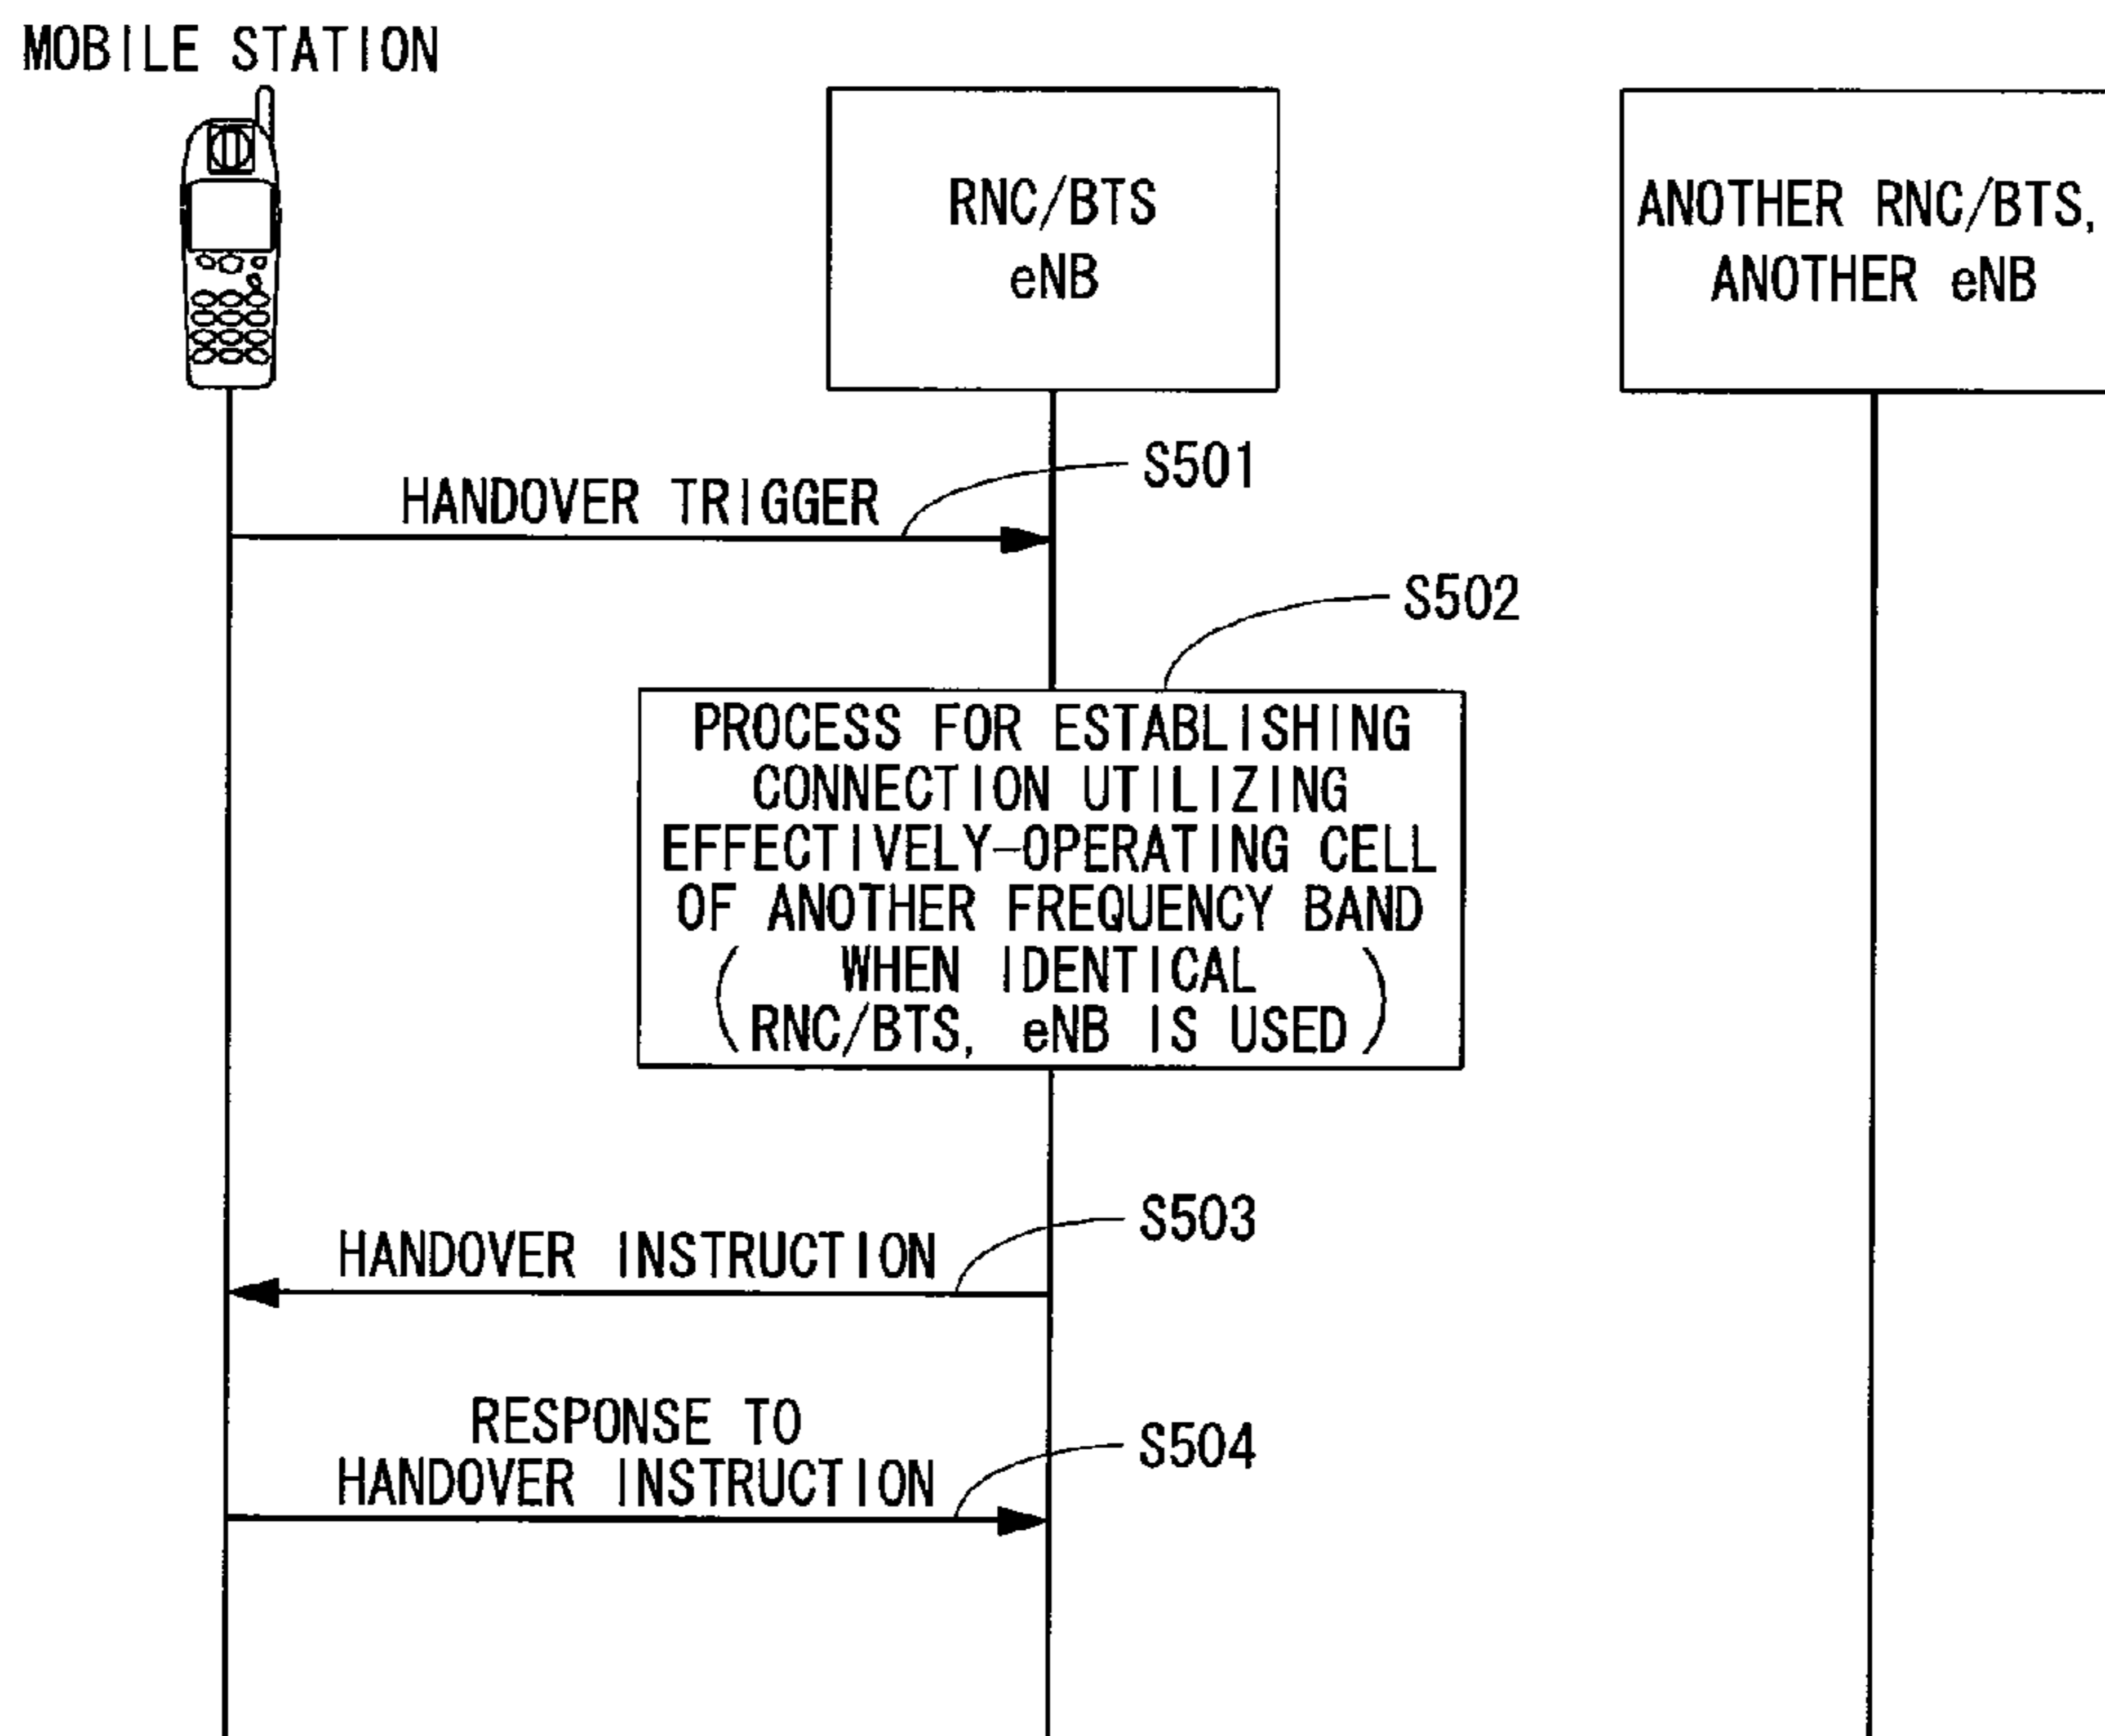 MOBILE STATION
RNC/BTS
eNB
ANOTHER RNC/BTS,
ANOTHER eNB
S501
HANDOVER TRIGGER
S502
PROCESS FOR ESTABLISHING
CONNECTION UTILIZING
EFFECTIVELY-OPERATING CELL
OF ANOTHER FREQUENCY BAND
( WHEN IDENTICAL
RNC/BTS, eNB IS USED )
S503
HANDOVER INSTRUCTION
RESPONSE TO
HANDOVER INSTRUCTION
S504